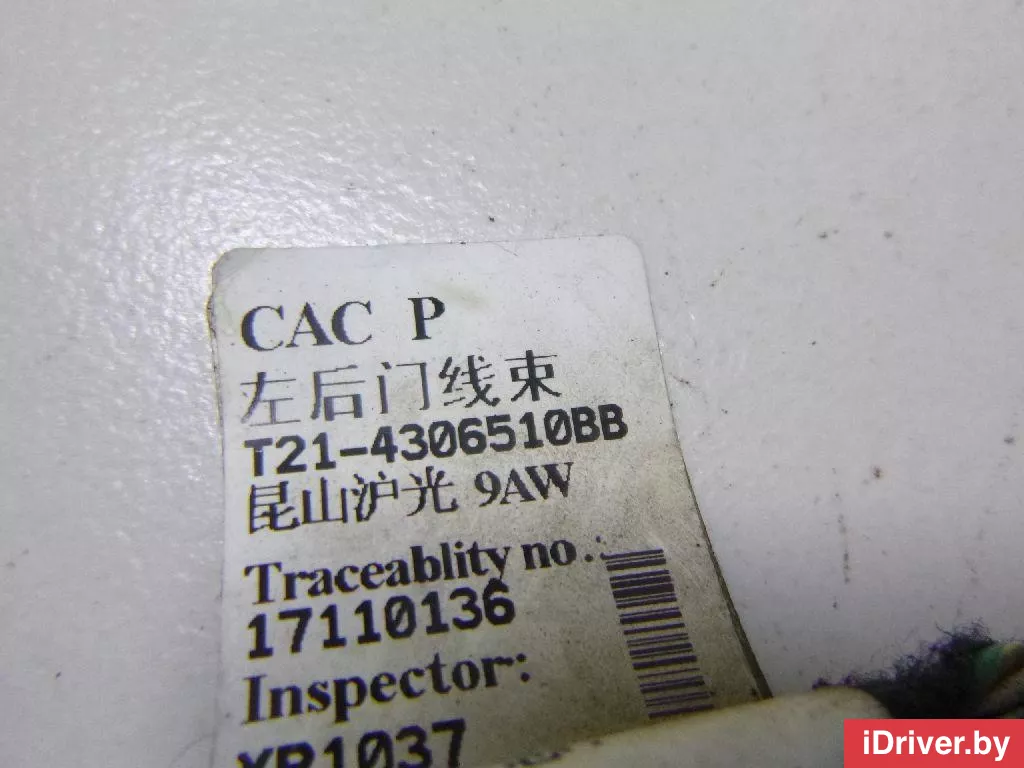 CAC P
左后门线束
T21-4306510BB
昆山沪光 9AW
Traceablity no.:
17110136
Inspector:
iDriver.by